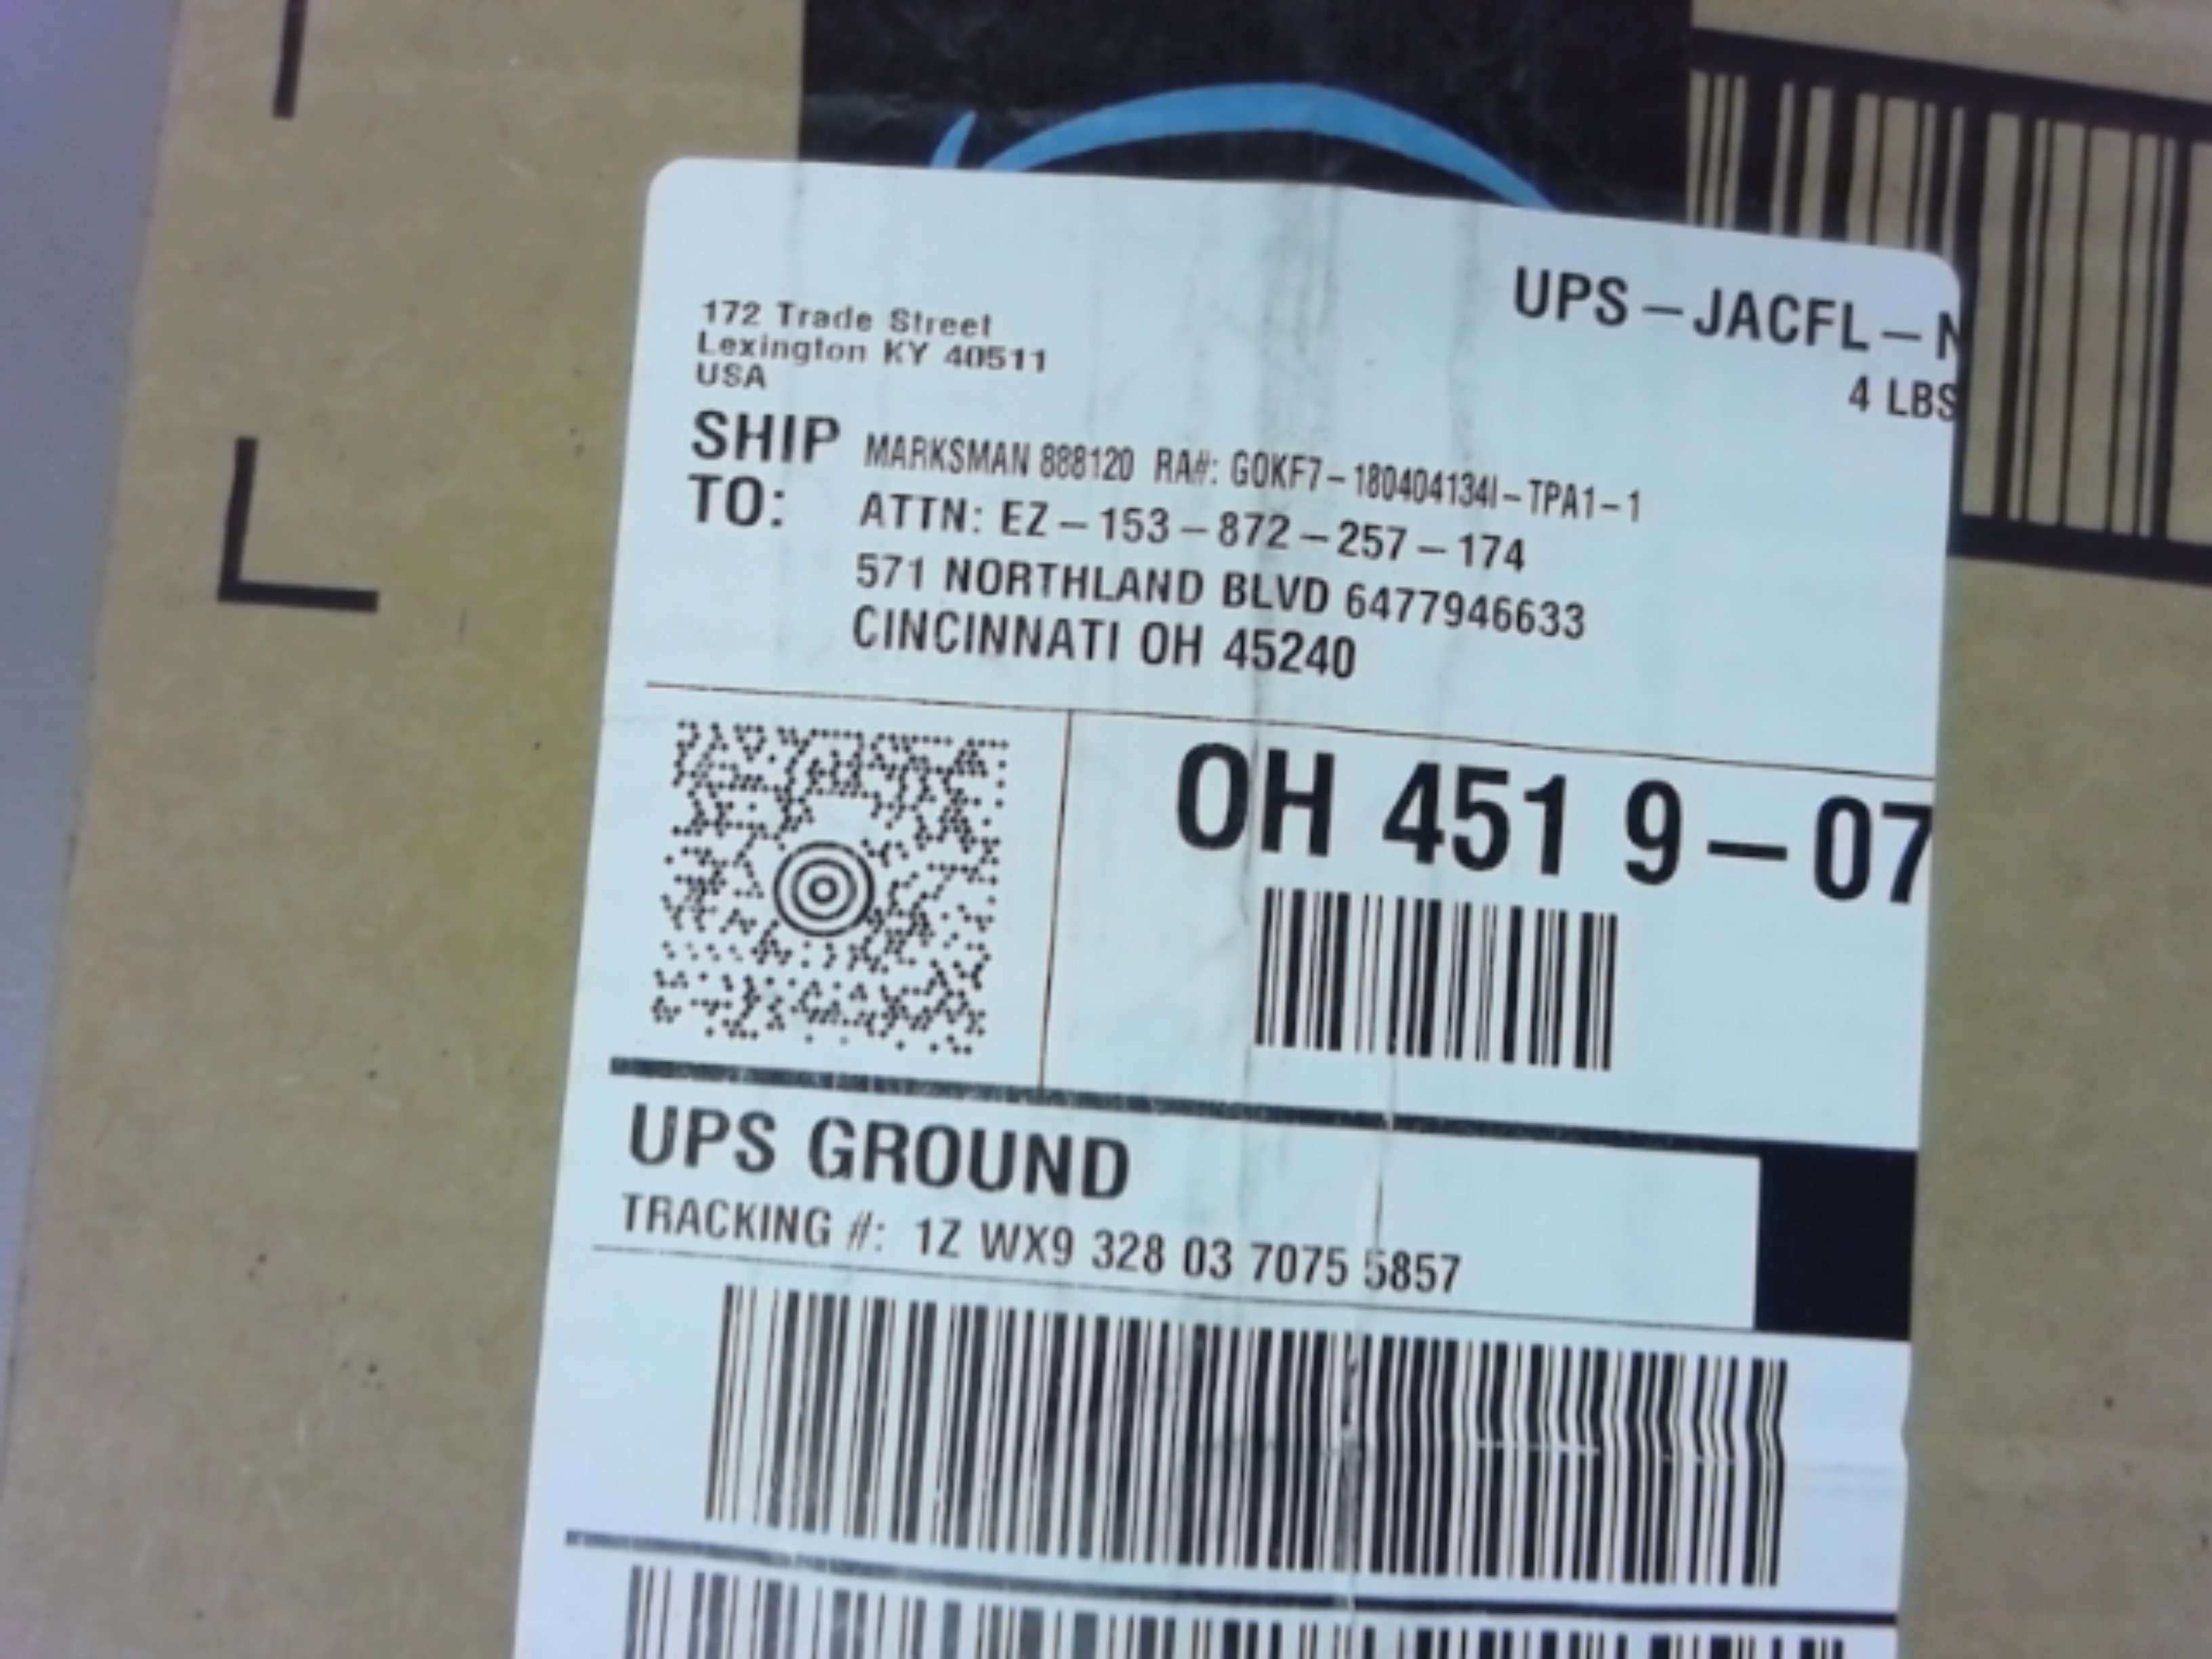 172 Trade Street
Lexington KY 40511
USA
UPS-JACFL-N
4 LBS
SHIP TO:
MARKSMAN 888120 RA#: G0KF7-180404134I-TPA1-1
ATTN: EZ-153-872-257-174
571 NORTHLAND BLVD 6477946633
CINCINNATI OH 45240
OH 451 9-07
UPS GROUND
TRACKING #: 1Z WX9 328 03 7075 5857